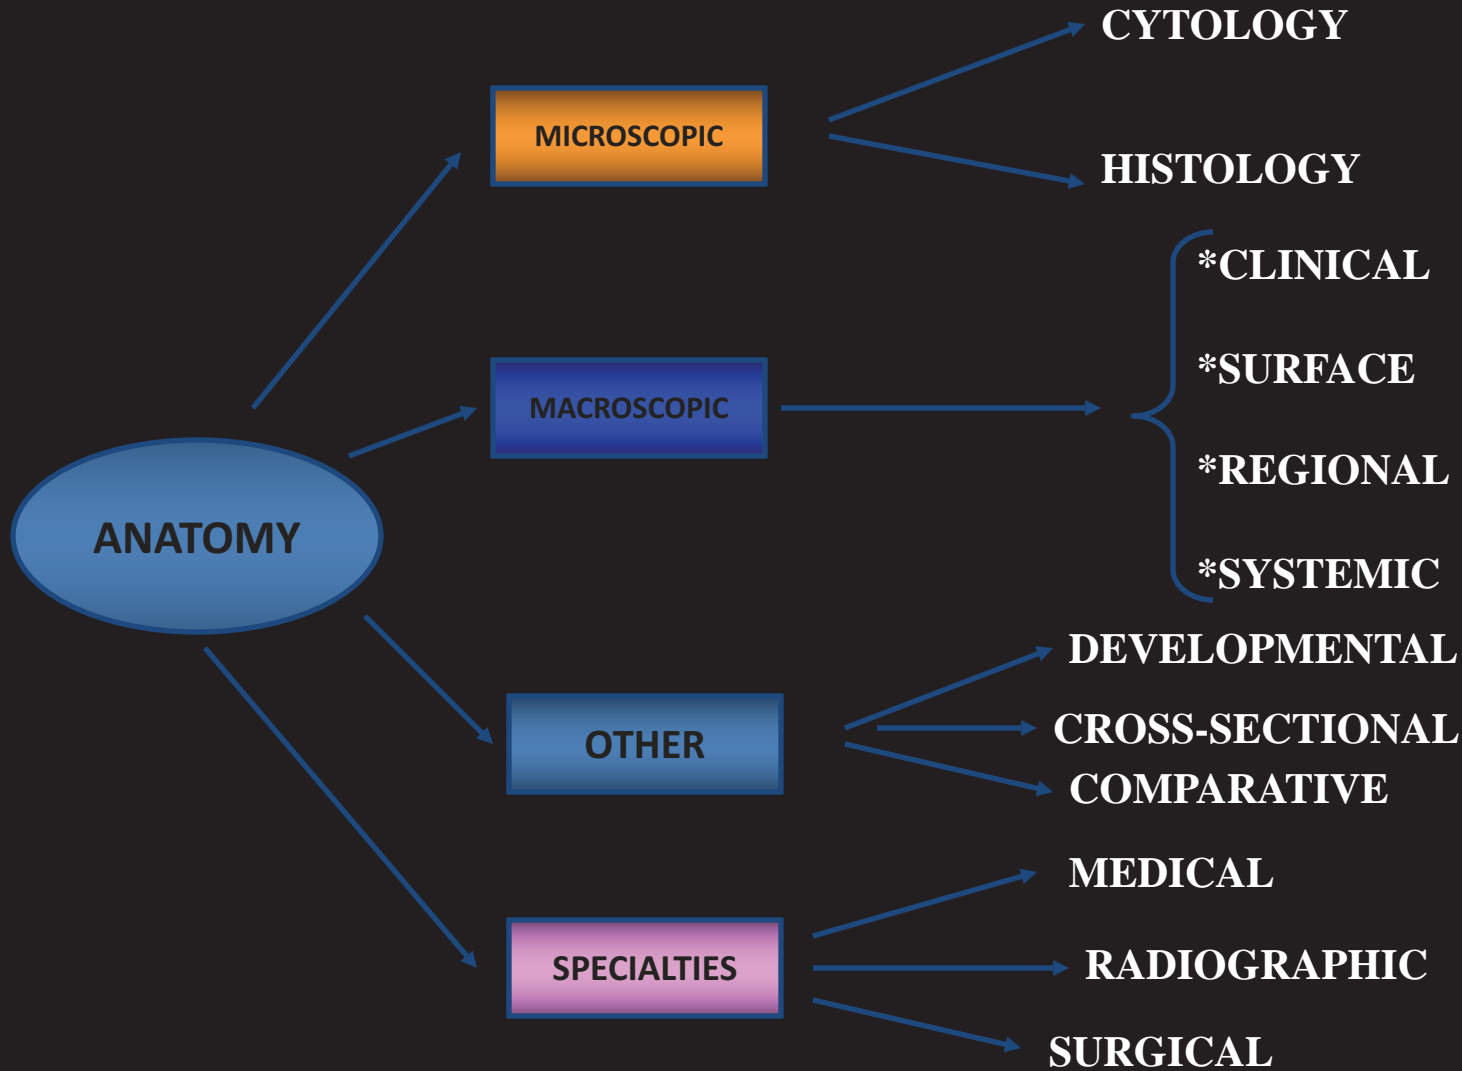 ANATOMY
MICROSCOPIC
CYTOLOGY
HISTOLOGY
MACROSCOPIC
*CLINICAL
*SURFACE
*REGIONAL
*SYSTEMIC
OTHER
DEVELOPMENTAL
CROSS-SECTIONAL
COMPARATIVE
SPECIALTIES
MEDICAL
RADIOGRAPHIC
SURGICAL